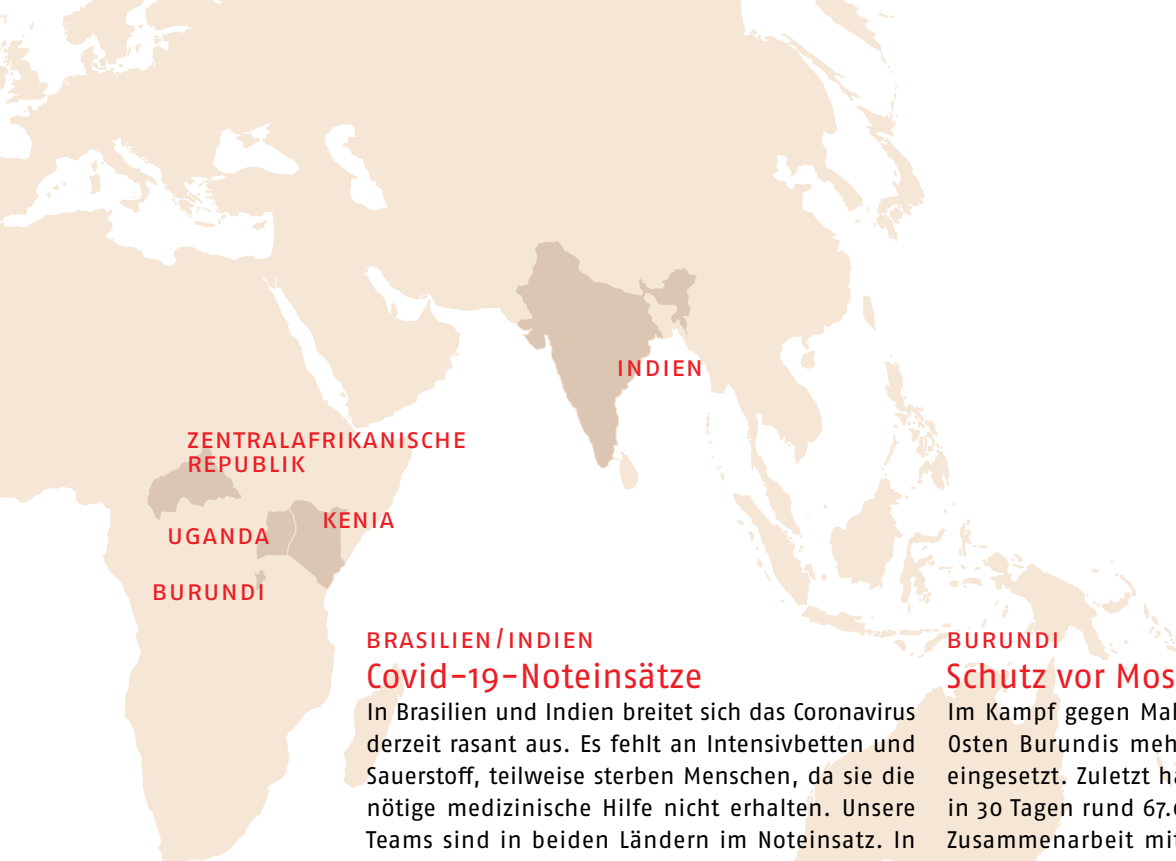 INDIEN
ZENTRALAFRIKANISCHE
REPUBLIK
KENIA
UGANDA
BURUNDI
BRASILIEN/INDIEN
Covid-19-Noteinsätze
In Brasilien und Indien breitet sich das Coronavirus
derzeit rasant aus. Es fehlt an Intensivbetten und
Sauerstoff, teilweise sterben Menschen, da sie die
nötige medizinische Hilfe nicht erhalten. Unsere
Teams sind in beiden Ländern im Noteinsatz. In
BURUNDI
Schutz vor Mos
Im Kampf gegen Mal
Osten Burundis meh
eingesetzt. Zuletzt h
in 30 Tagen rund 67.
Zusammenarbeit mi